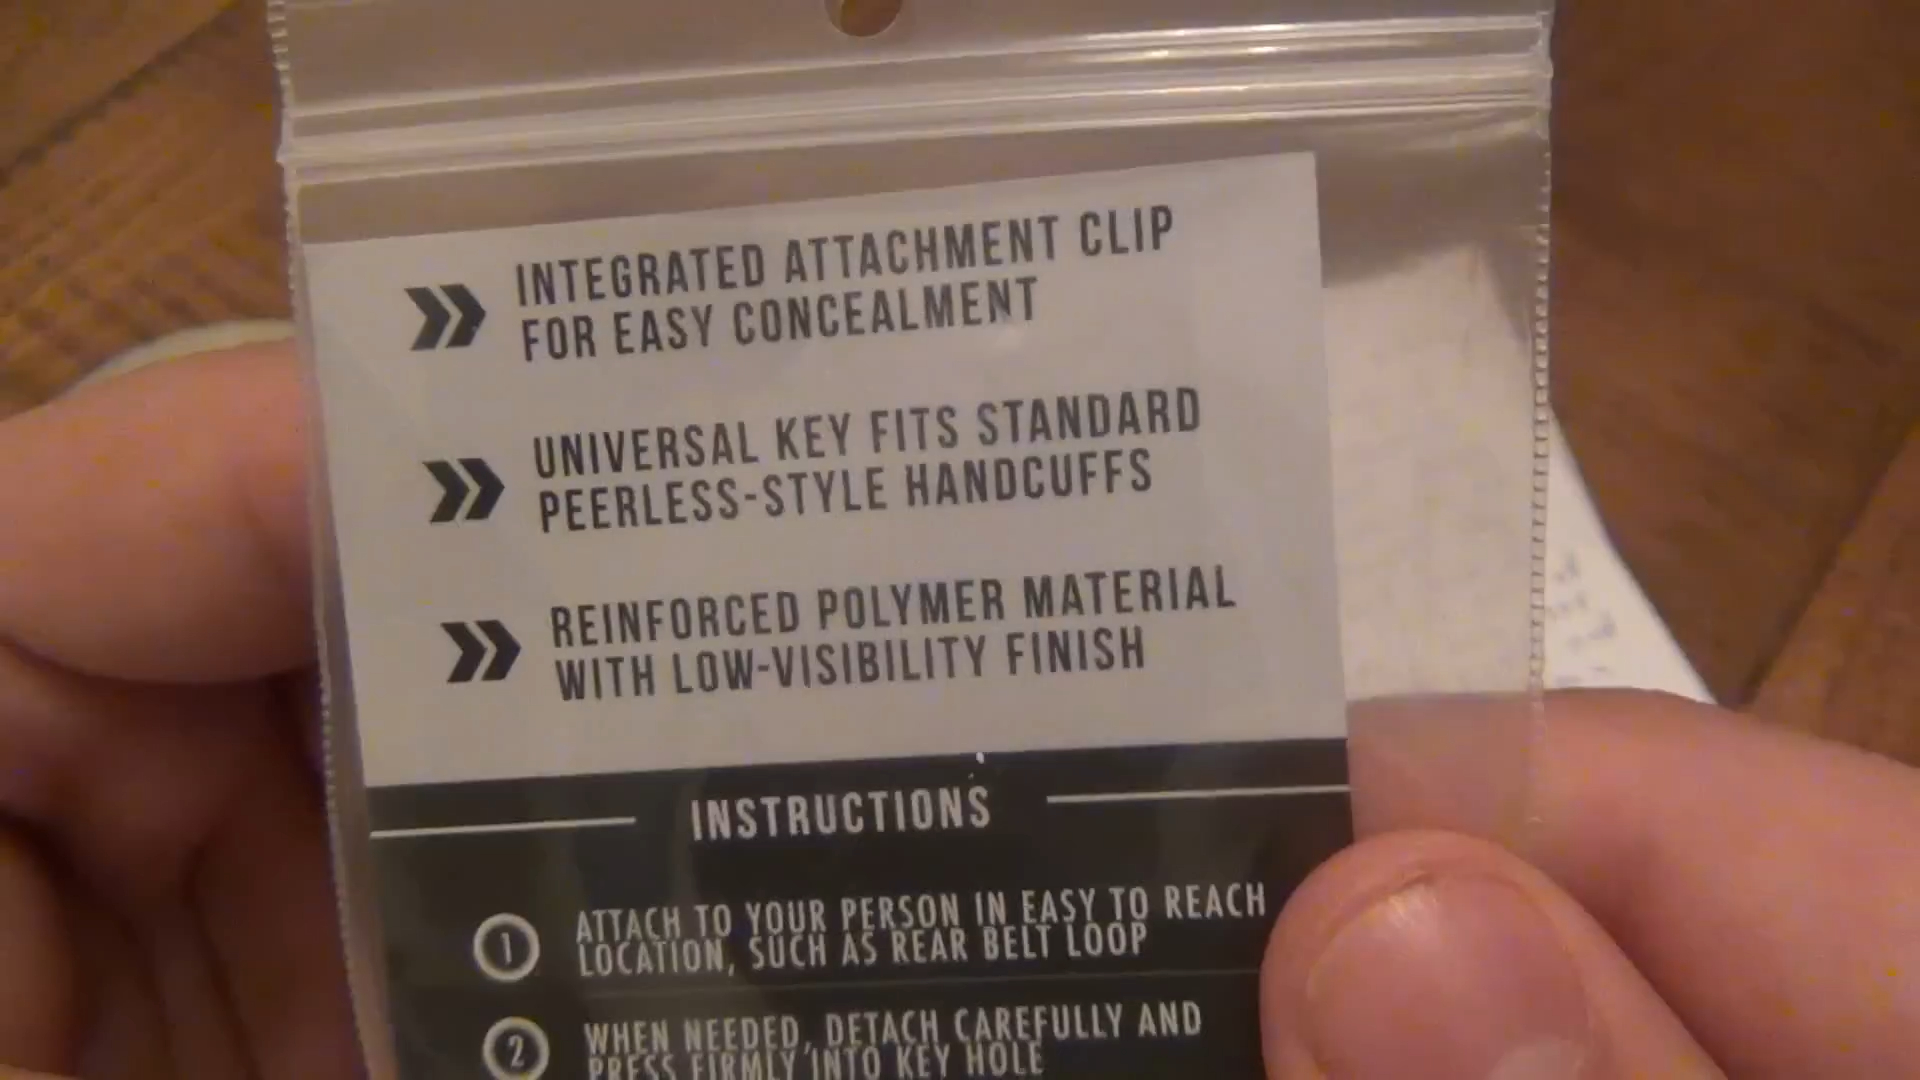 INTEGRATED ATTACHMENT CLIP
FOR EASY CONCEALMENT
UNIVERSAL KEY FITS STANDARD
PEERLESS-STYLE HANDCUFFS
REINFORCED POLYMER MATERIAL
WITH LOW-VISIBILITY FINISH
INSTRUCTIONS
1 ATTACH TO YOUR PERSON IN EASY TO REACH
LOCATION, SUCH AS REAR BELT LOOP
2 WHEN NEEDED, DETACH CAREFULLY AND
PRESS FIRMLY INTO KEY HOLE